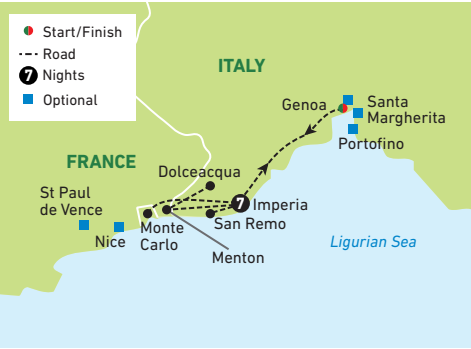 Start/Finish
Road
7 Nights
Optional
ITALY
Genoa
Santa
Margherita
Portofino
FRANCE
Dolceacqua
St Paul
de Vence
7 Imperia
Nice
Monte
Carlo
San Remo
Menton
Ligurian Sea